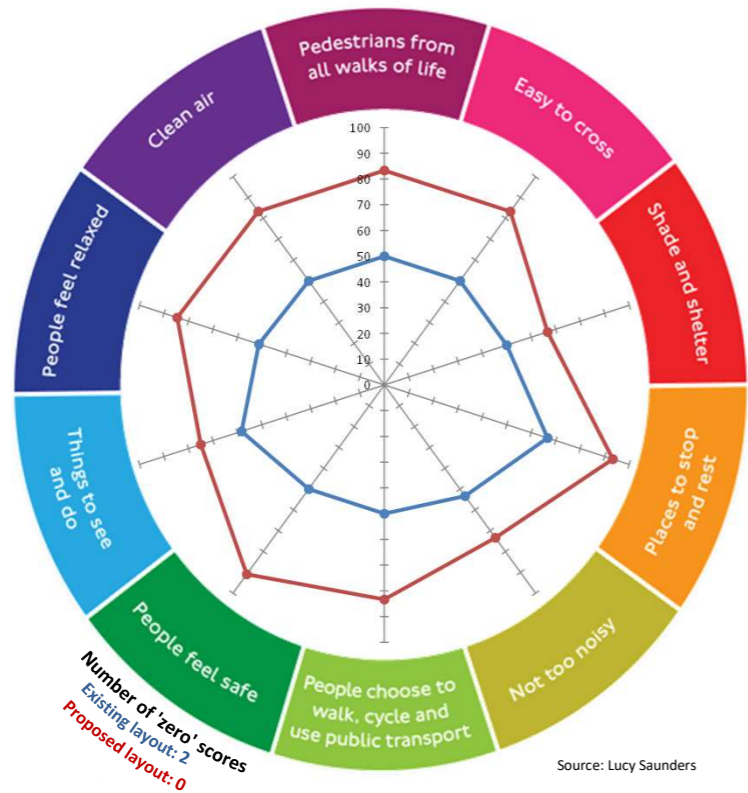 Pedestrians from
all walks of life
Easy to cross
Shade and shelter
Places to stop
and rest
Not too noisy
People choose to
walk, cycle and
use public transport
People feel safe
Things to see
and do
People feel relaxed
Clean air
100
90
80
70
60
50
40
30
20
10
0
Number of 'zero' scores
Existing layout: 2
Proposed layout: 0
Source: Lucy Saunders